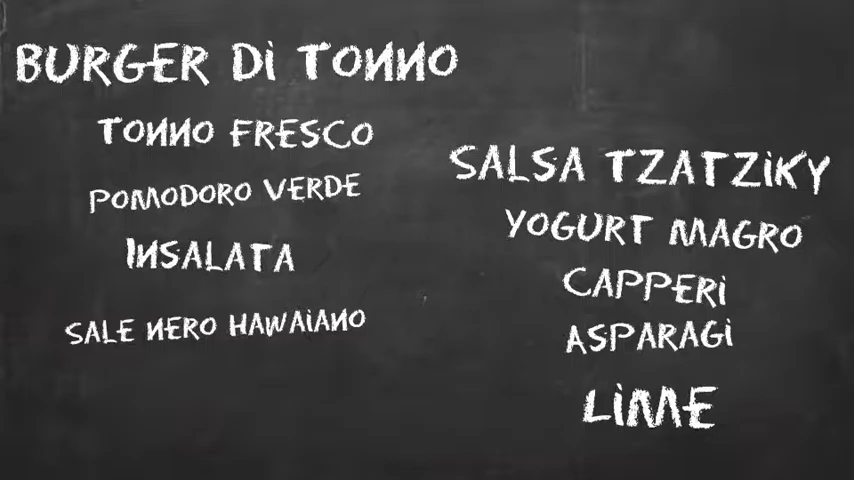 BURGER Di TONNO
TONNO FRESCO
POMODORO VERDE
INSALATA
SALE NERO HAWAiANO
SALSA TZATZiKY
YOGURT MAGRO
CAPPERi
ASPARAGi
LiME